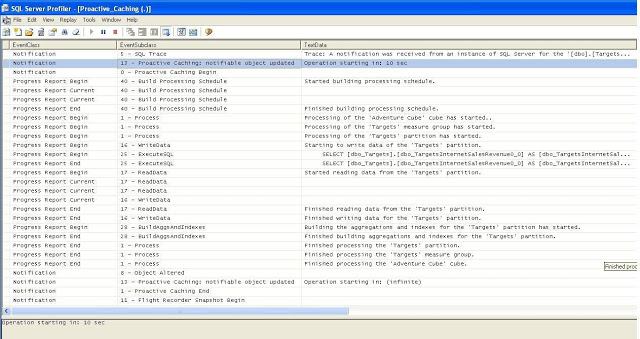 SQL Server Profiler - [Proactive_Caching (.)]
File Edit View Replay Tools Window Help
EventClass EventSubclass TextData
Notification 5 - SQL Trace Trace: A notification was received from an instance of SQL Server for the '[dbo].[Targets...
Notification 13 - Proactive Caching: notifiable object updated Operation starting in: 10 sec
Notification 0 - Proactive Caching Begin
Progress Report Begin 40 - Build Processing Schedule Started building processing schedule.
Progress Report Current 40 - Build Processing Schedule
Progress Report Current 40 - Build Processing Schedule
Progress Report End 40 - Build Processing Schedule Finished building processing schedule.
Progress Report Begin 1 - Process Processing of the 'Adventure Cube' cube has started..
Progress Report Begin 1 - Process Processing of the 'Targets' measure group has started.
Progress Report Begin 1 - Process Processing of the 'Targets' partition has started.
Progress Report Begin 16 - WriteData Starting to write data of the 'Targets' partition.
Progress Report Begin 25 - ExecuteSQL SELECT [dbo_Targets].[dbo_TargetsInternetSalesRevenue0_0] AS [dbo_TargetsInternetSal...
Progress Report End 25 - ExecuteSQL SELECT [dbo_Targets].[dbo_TargetsInternetSalesRevenue0_0] AS [dbo_TargetsInternetSal...
Progress Report Begin 17 - ReadData Started reading data from the 'Targets' partition.
Progress Report Current 17 - ReadData
Progress Report Current 17 - ReadData
Progress Report Current 16 - WriteData
Progress Report End 17 - ReadData Finished reading data from the 'Targets' partition.
Progress Report End 16 - WriteData Finished writing data for the 'Targets' partition.
Progress Report Begin 28 - BuildAggsAndIndexes Building the aggregations and indexes for the 'Targets' partition has started.
Progress Report End 28 - BuildAggsAndIndexes Finished building aggregations and indexes for the 'Targets' partition.
Progress Report End 1 - Process Finished processing the 'Targets' partition.
Progress Report End 1 - Process Finished processing the 'Targets' measure group.
Progress Report End 1 - Process Finished processing the 'Adventure Cube' cube.
Finished proc
Notification 8 - Object Altered
Notification 13 - Proactive Caching: notifiable object updated Operation starting in: (infinite)
Notification 1 - Proactive Caching End
Notification 11 - Flight Recorder Snapshot Begin
Operation starting in: 10 sec